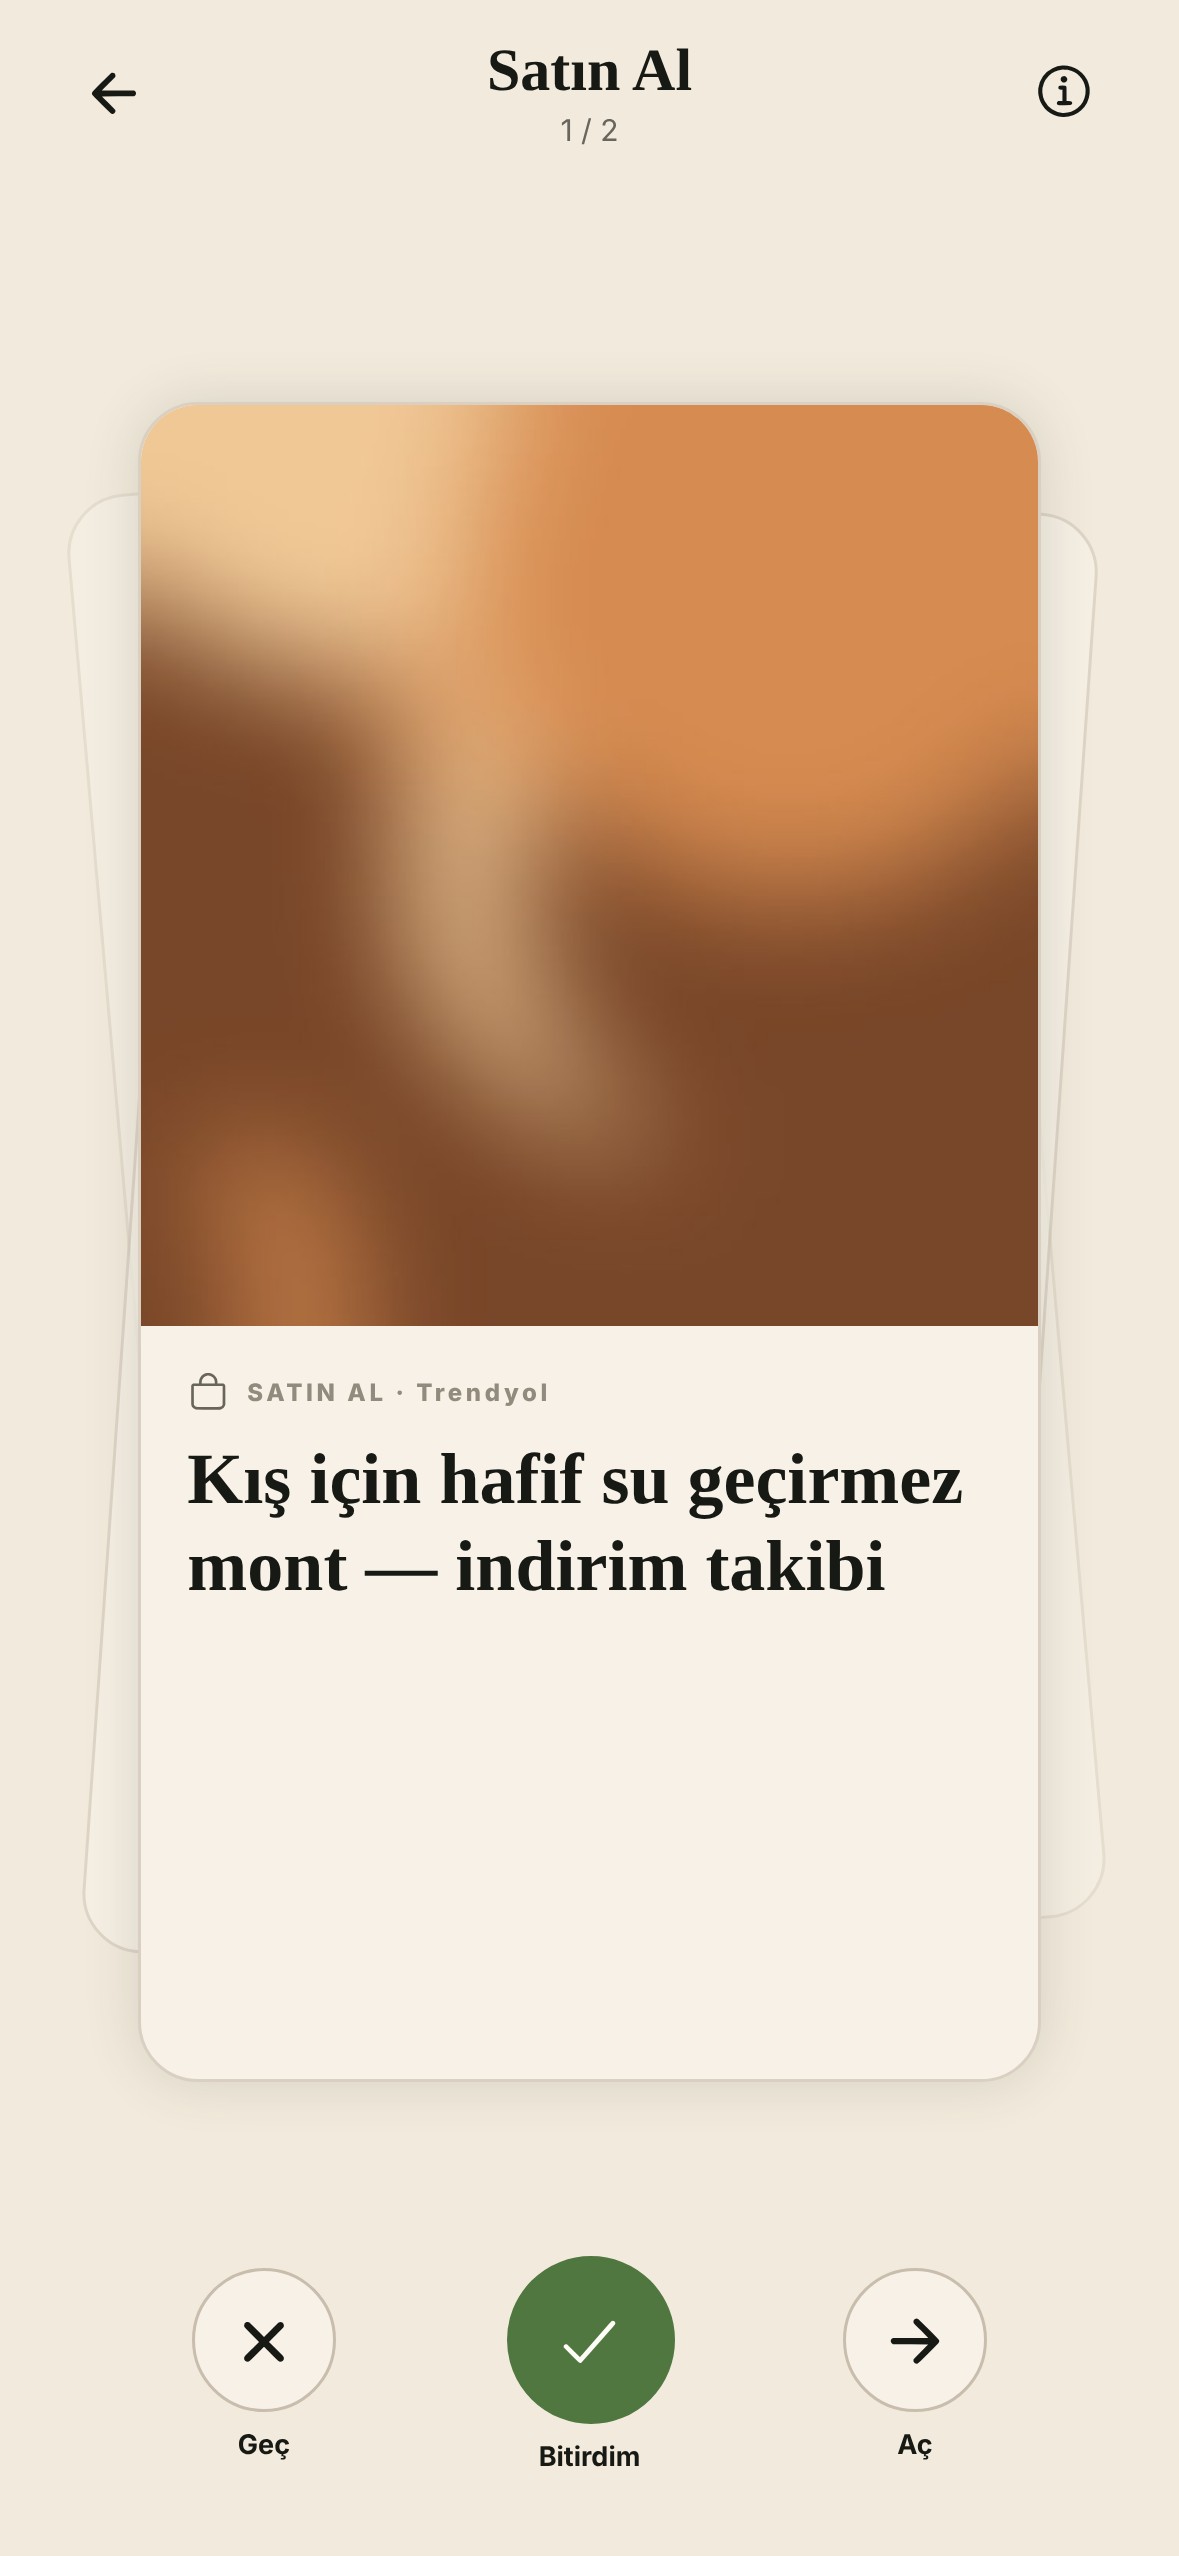 Satın Al
1 / 2
SATIN AL · Trendyol
Kış için hafif su geçirmez
mont — indirim takibi
Geç
Bitirdim
Aç